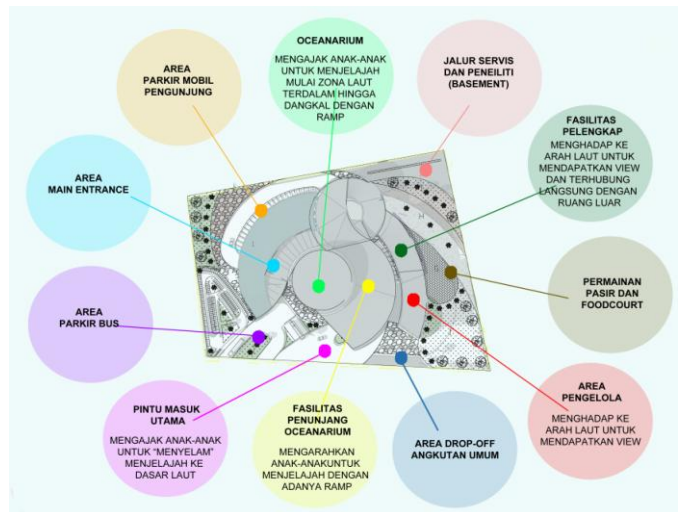 OCEANARIUM
MENGAJAK ANAK-ANAK
UNTUK MENJELAJAH
MULAI ZONA LAUT
TERDALAM HINGGA
DANGKAL DENGAN
RAMP
AREA
PARKIR MOBIL
PENGUNJUNG
JALUR SERVIS
DAN PENEILITI
(BASEMENT)
FASILITAS
PELENGKAP
MENGHADAP KE
ARAH LAUT UNTUK
MENDAPATKAN VIEW
DAN TERHUBUNG
LANGSUNG DENGAN
RUANG LUAR
AREA
MAIN ENTRANCE
PERMAINAN
PASIR DAN
FOODCOURT
AREA
PARKIR BUS
PINTU MASUK
UTAMA
MENGAJAK ANAK-ANAK
UNTUK “MENYELAM”
MENJELAJAH KE
DASAR LAUT
FASILITAS
PENUNJANG
OCEANARIUM
MENGARAHKAN
ANAK-ANAKUNTUK
MENJELAJAH DENGAN
ADANYA RAMP
AREA DROP-OFF
ANGKUTAN UMUM
AREA
PENGELOLA
MENGHADAP KE
ARAH LAUT UNTUK
MENDAPATKAN VIEW